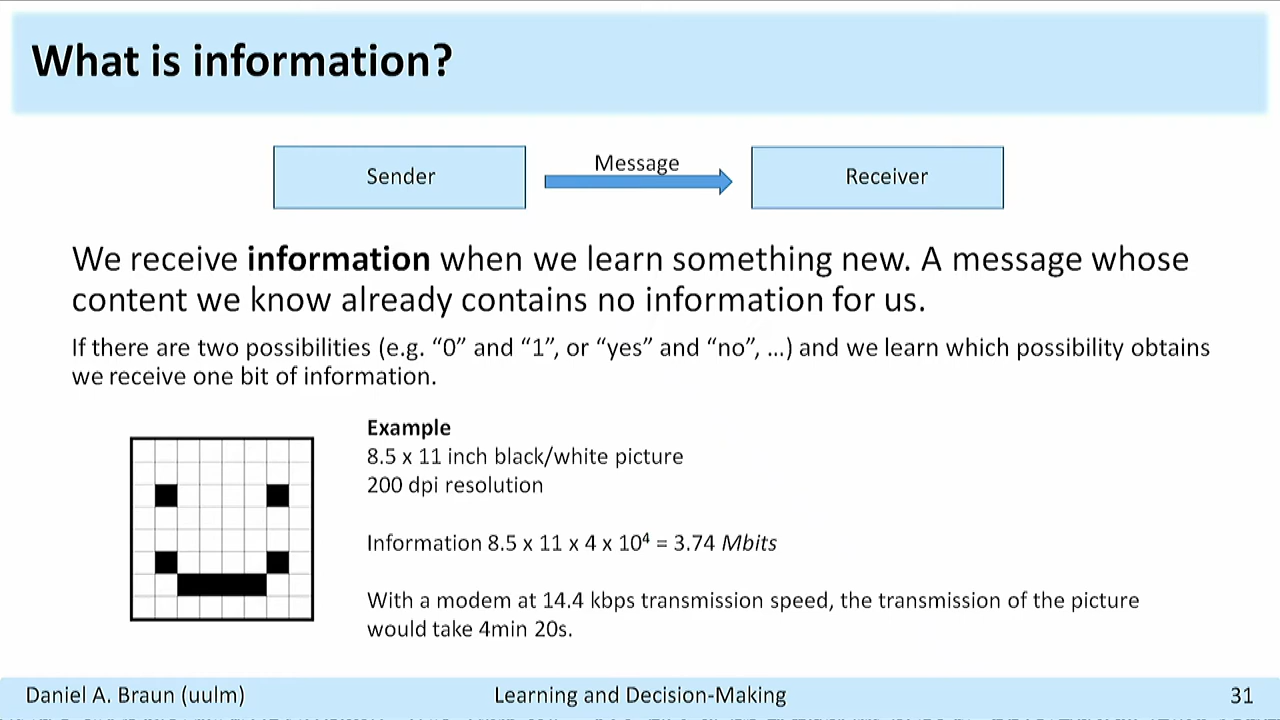 What is information?
Sender
Message
Receiver
We receive information when we learn something new. A message whose
content we know already contains no information for us.
If there are two possibilities (e.g. “0” and “1”, or “yes” and “no”, …) and we learn which possibility obtains
we receive one bit of information.
Example
8.5 x 11 inch black/white picture
200 dpi resolution
Information 8.5 x 11 x 4 x 10⁴ = 3.74 Mbits
With a modem at 14.4 kbps transmission speed, the transmission of the picture
would take 4min 20s.
Daniel A. Braun (uulm)
Learning and Decision-Making
31